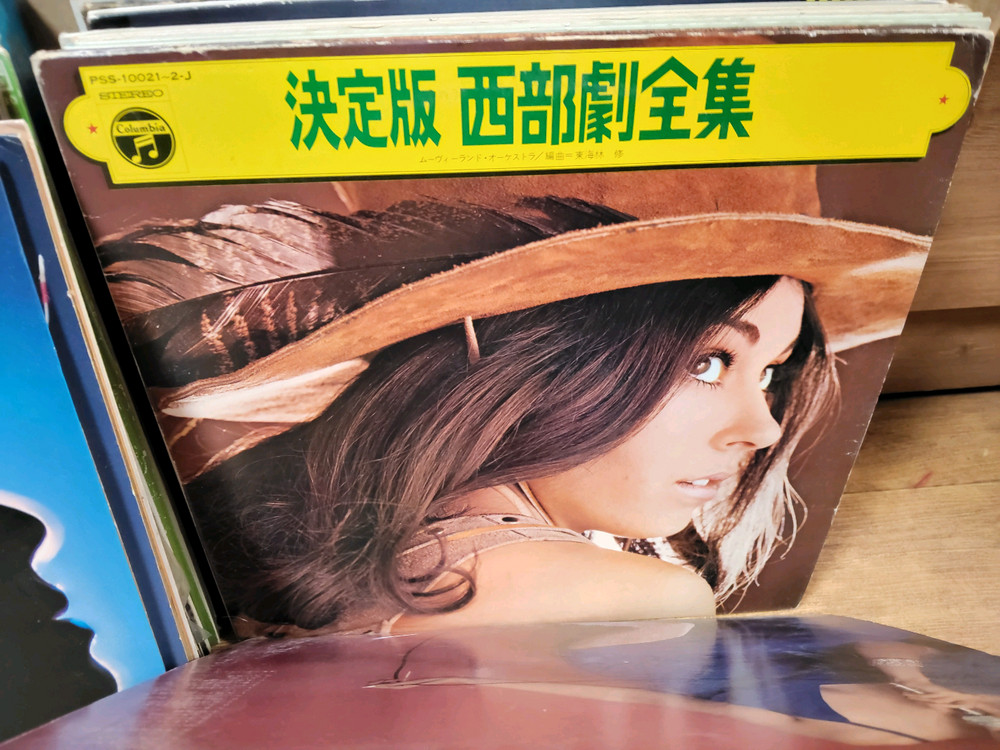 PSS-10021~2-J
STEREO
Columbia
決定版 西部劇全集
ムーヴィーランド・オーケストラ/編曲=東海林 修